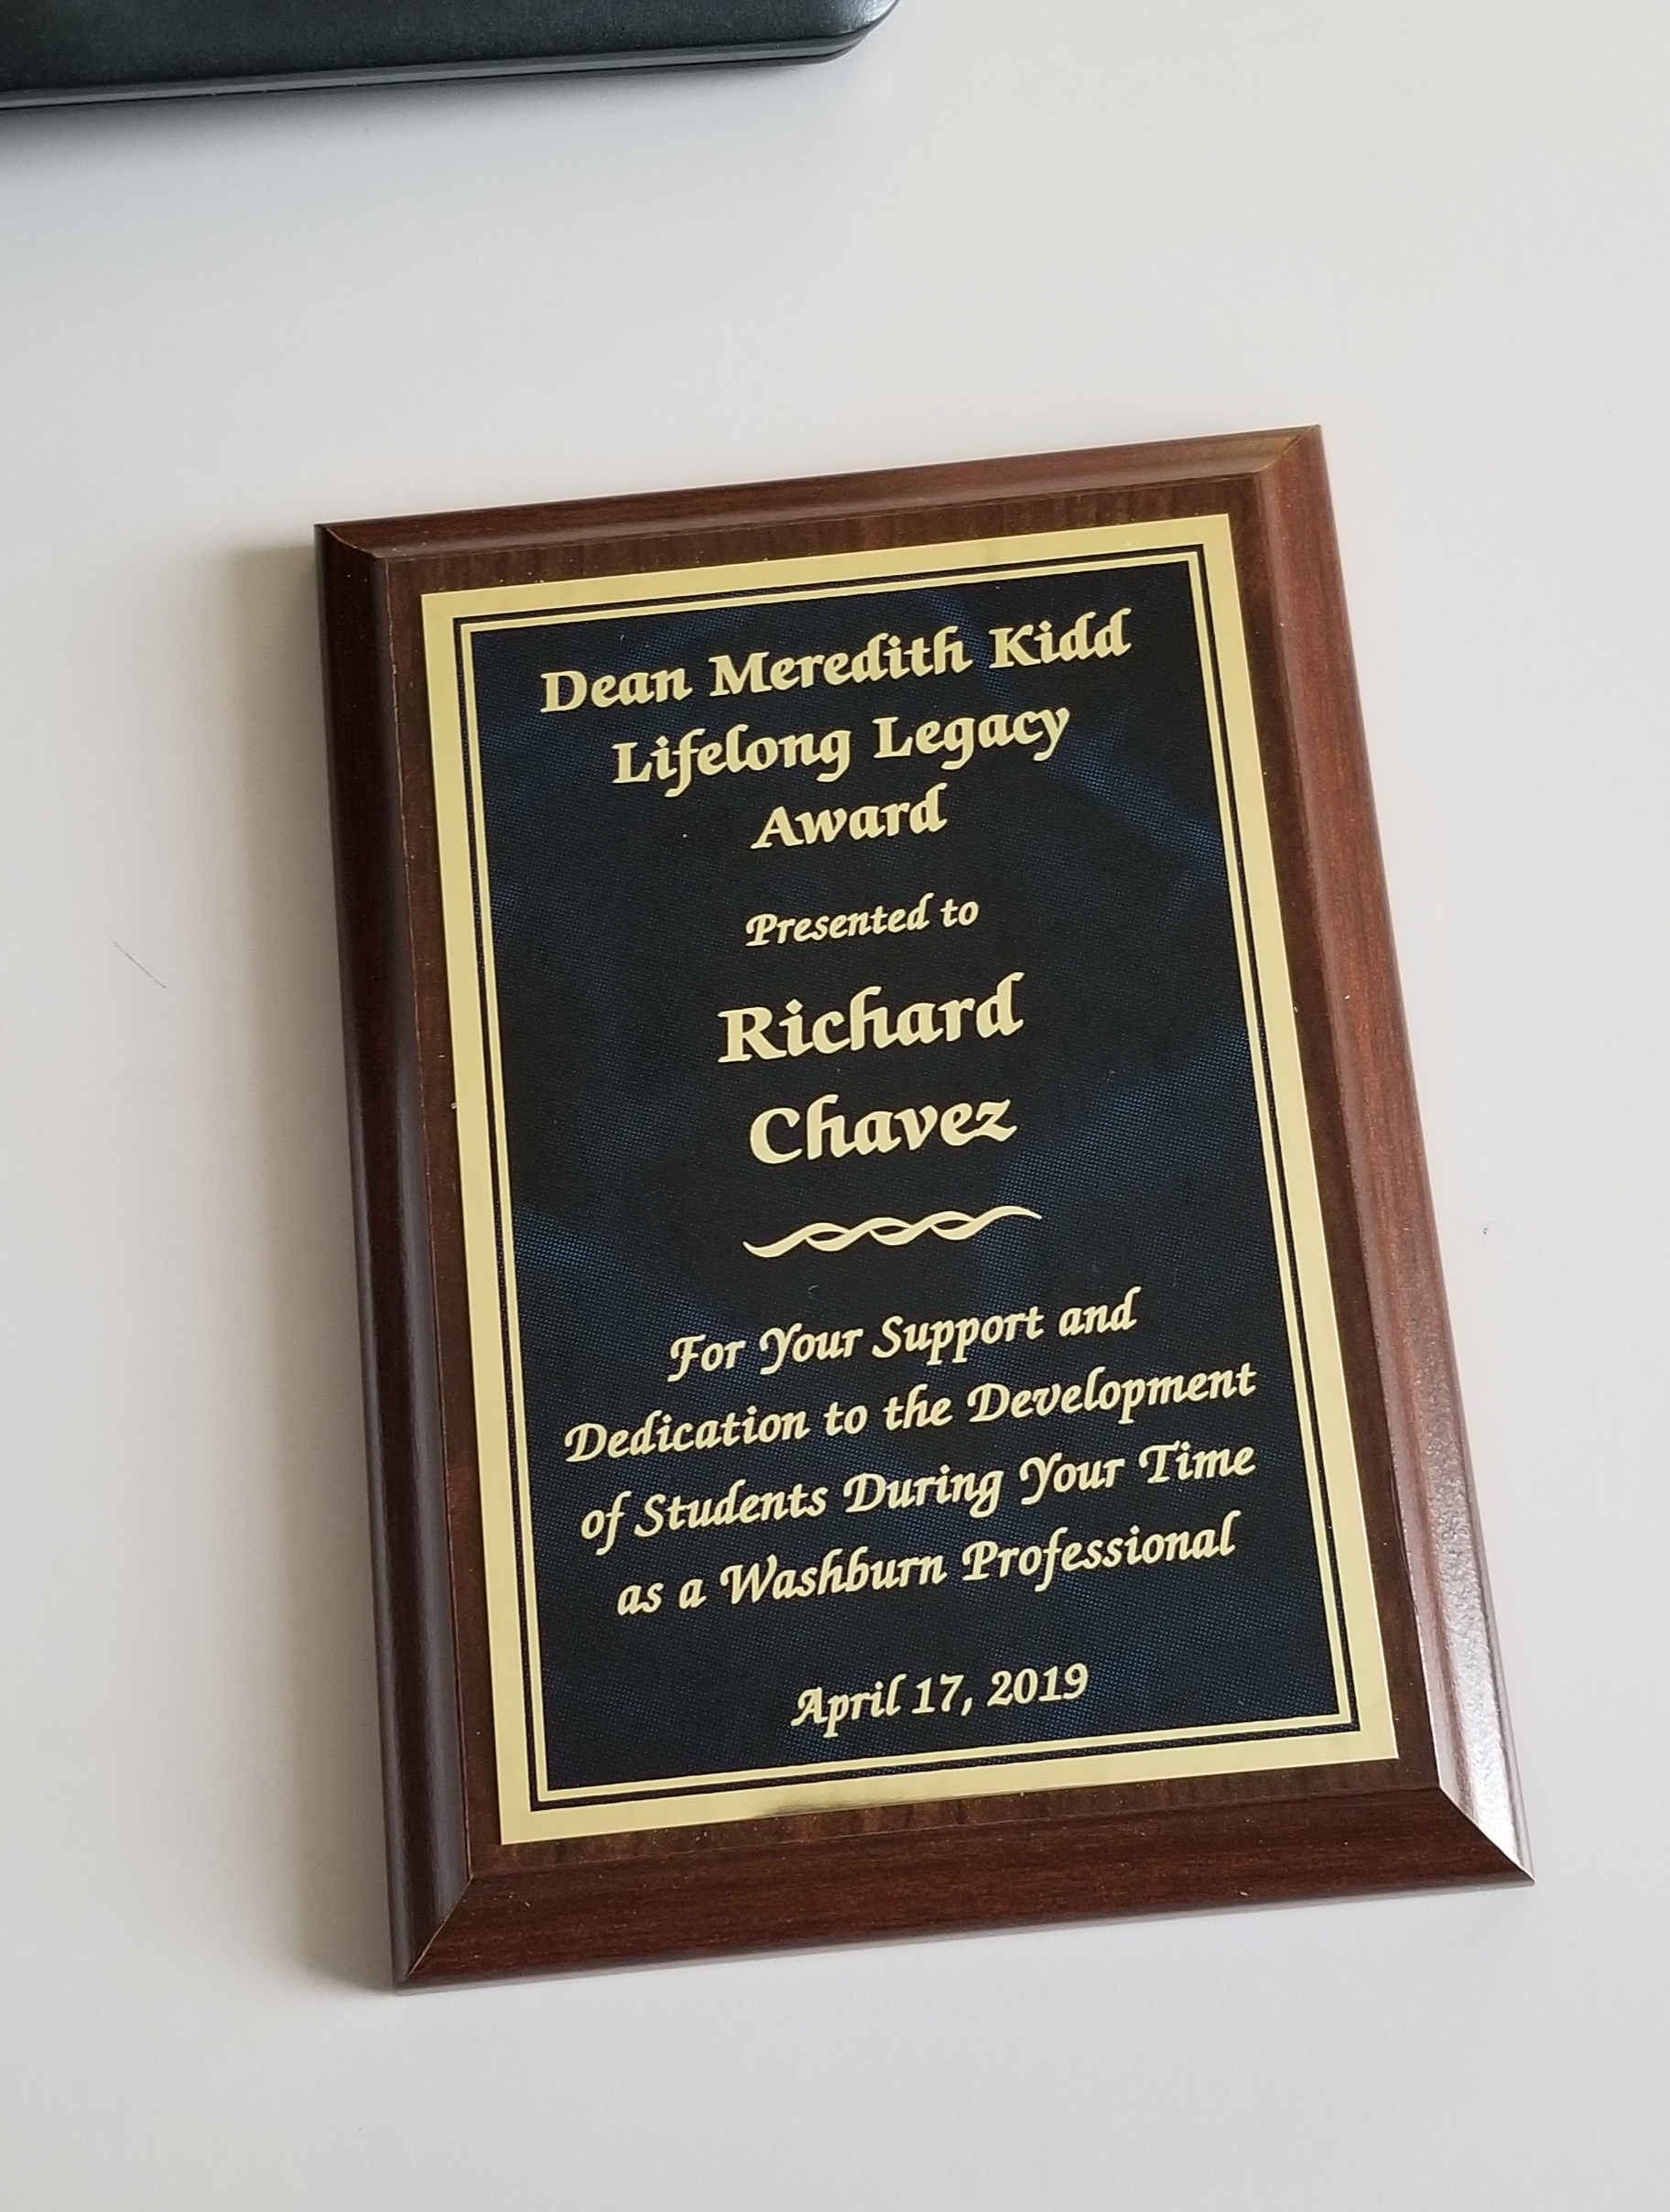 Dean Meredith Kidd
Lifelong Legacy
Award
Presented to
Richard
Chavez
For Your Support and
Dedication to the Development
of Students During Your Time
as a Washburn Professional
April 17, 2019